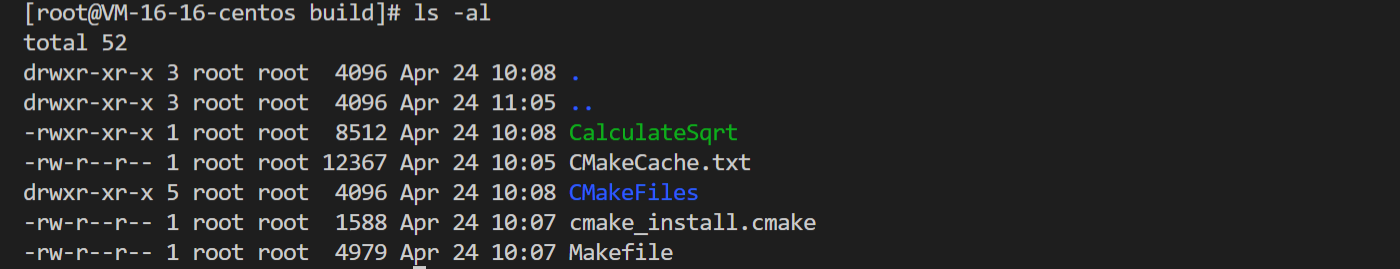 [root@VM-16-16-centos build]# ls -al
total 52
drwxr-xr-x 3 root root  4096 Apr 24 10:08 .
drwxr-xr-x 3 root root  4096 Apr 24 11:05 ..
-rwxr-xr-x 1 root root  8512 Apr 24 10:08 CalculateSqrt
-rw-r--r-- 1 root root 12367 Apr 24 10:05 CMakeCache.txt
drwxr-xr-x 5 root root  4096 Apr 24 10:08 CMakeFiles
-rw-r--r-- 1 root root  1588 Apr 24 10:07 cmake_install.cmake
-rw-r--r-- 1 root root  4979 Apr 24 10:07 Makefile